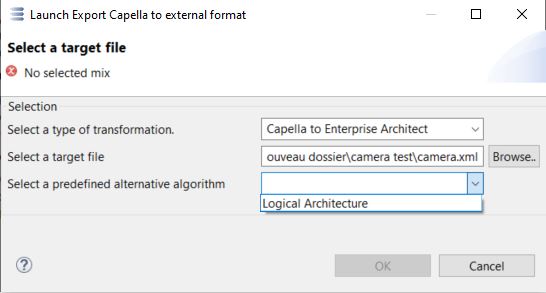 Launch Export Capella to external format
Select a target file
No selected mix
Selection
Select a type of transformation.
Capella to Enterprise Architect
Select a target file
ouveau dossier\camera test\camera.xml
Browse..
Select a predefined alternative algorithm
Logical Architecture
?
OK
Cancel